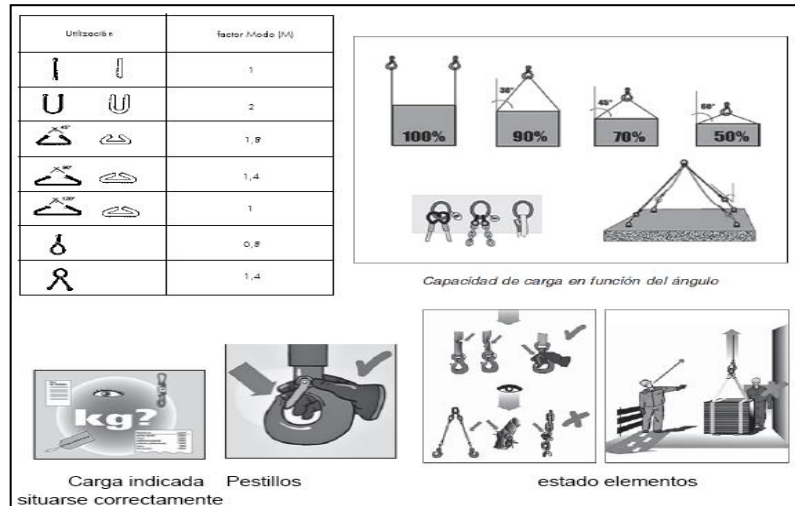 Utilización factor Modo (M)
1
2
45° 1,8
90° 1,4
120° 1
0,8
1,4
100%
30°
90%
45°
70%
60°
50%
Capacidad de carga en función del ángulo
kg?
Carga indicada Pestillos estado elementos
situarse correctamente